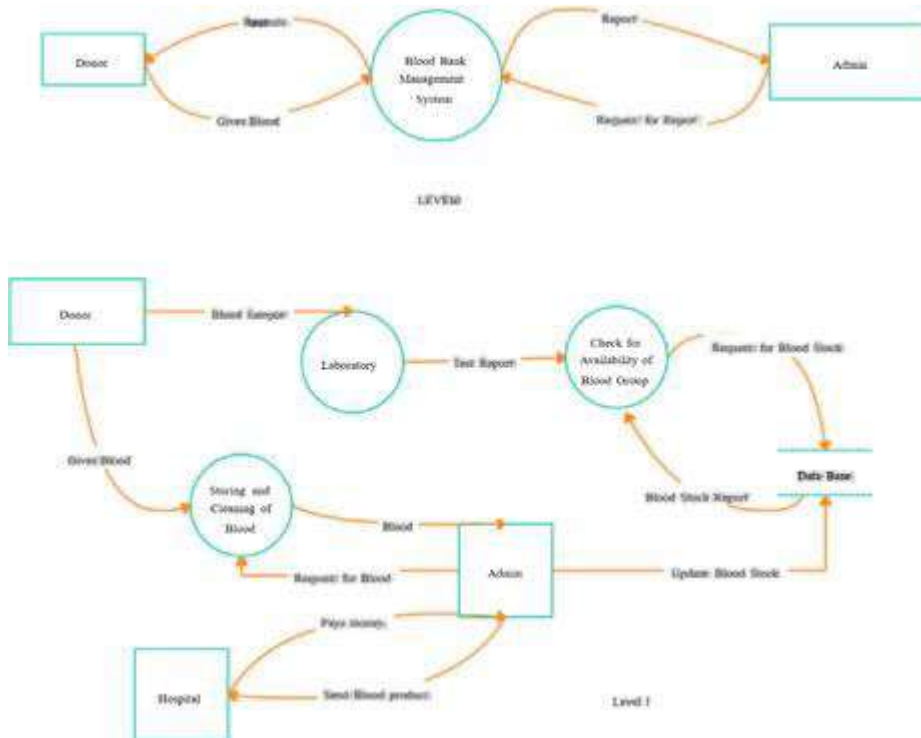 Donor
Blood Bank
Management
System
Report
Admin
Gives Blood
Request for Report
LEVEL0
Donor
Blood Sample
Laboratory
Test Report
Check for
Availability of
Blood Group
Request for Blood Stock
Gives Blood
Storing and
Cleaning of
Blood
Blood
Data Base
Blood Stock Report
Request for Blood
Admin
Update Blood Stock
Pays money
Hospital
Send Blood product
Level 1